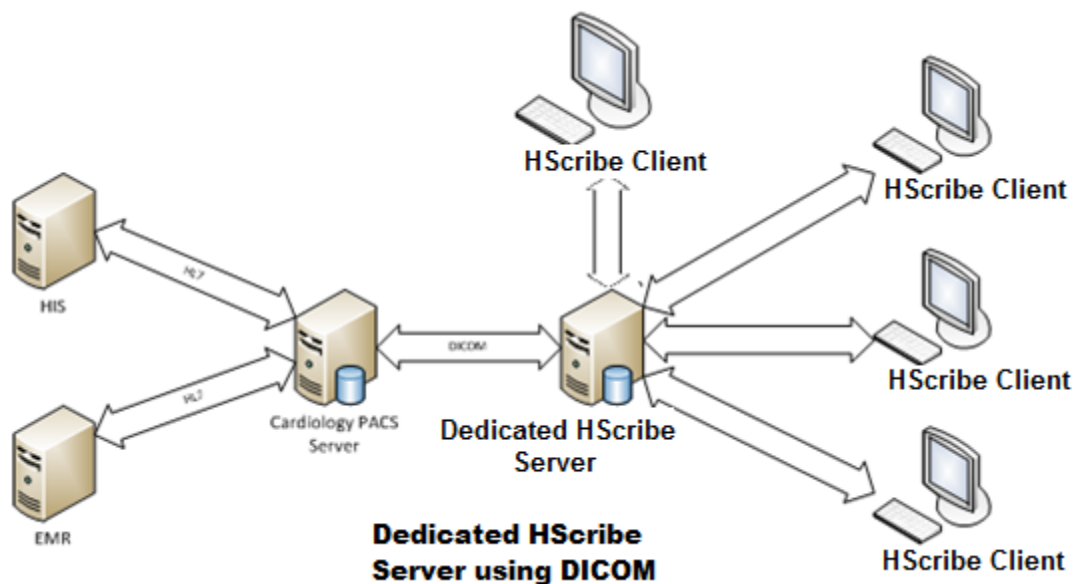 HScribe Client
HScribe Client
HL7
HIS
DICOM
HScribe Client
HL7
Cardiology PACS
Server
Dedicated HScribe
Server
EMR
Dedicated HScribe
Server using DICOM
HScribe Client